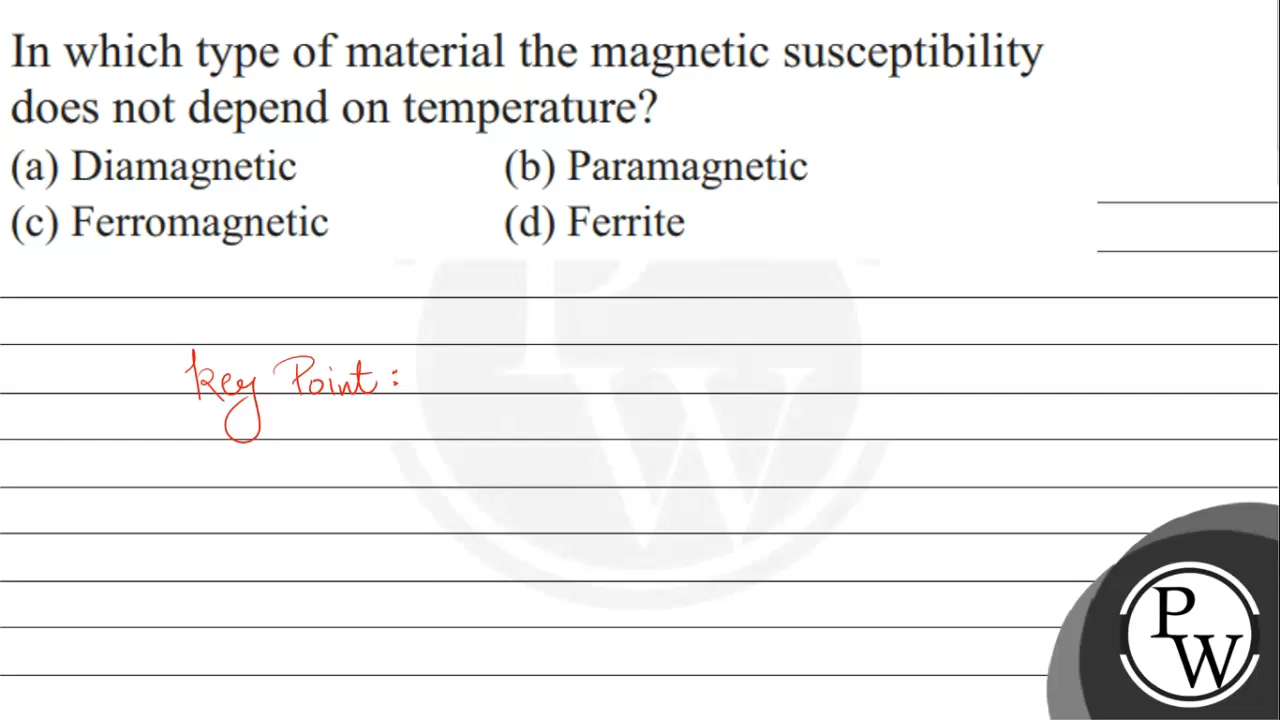 In which type of material the magnetic susceptibility
does not depend on temperature?
(a) Diamagnetic (b) Paramagnetic
(c) Ferromagnetic (d) Ferrite
Key Point :
PW
PW